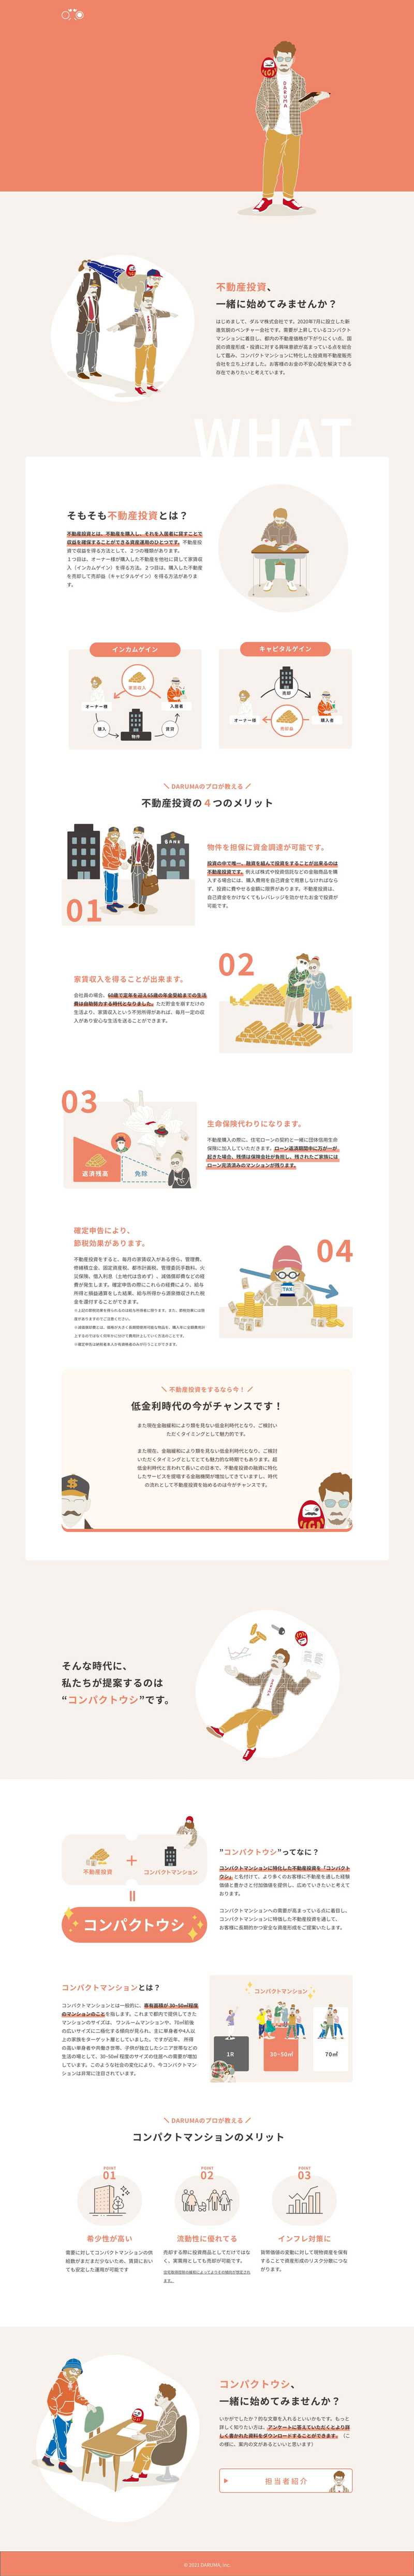 DARUMA
不動産投資、
一緒に始めてみませんか？
はじめまして、ダルマ株式会社です。2020年7月に設立した新
進気鋭のベンチャー会社です。需要が上昇しているコンパクト
マンションに着目し、都内の不動産価格が下がりにくい点、国
民の資産形成・投資に対する興味意欲が高まっている点を総合
して鑑み、コンパクトマンションに特化した投資用不動産販売
会社を立ち上げました。お客様のお金の不安心配を解決できる
存在でありたいと考えています。
WHAT
そもそも不動産投資とは？
不動産投資とは、不動産を購入し、それを入居者に貸すことで
収益を確保することができる資産運用のひとつです。不動産投
資で収益を得る方法として、２つの種類があります。
１つ目は、オーナー様が購入した不動産を他社に貸して家賃収
入（インカムゲイン）を得る方法。２つ目は、購入した不動産
を売却して売却益（キャピタルゲイン）を得る方法がありま
す。
インカムゲイン
家賃収入
オーナー様
入居者
購入
物件
賃貸
キャピタルゲイン
売却
オーナー様
購入者
売却益
DARUMAのプロが教える
不動産投資の４つのメリット
01
物件を担保に資金調達が可能です。
投資の中で唯一、融資を組んで投資をすることが出来るのは
不動産投資です。例えば株式や投資信託などの金融商品を購
入する場合には、購入費用を自己資金で用意しなければなら
ず、投資に費やせる金額に限界があります。不動産投資は、
自己資金をかけなくてもレバレッジを効かせたお金で投資が
可能です。
02
家賃収入を得ることが出来ます。
会社員の場合、60歳で定年を迎え65歳の年金受給までの生活
費は自助努力する時代となりました。ただ貯金を崩すだけの
生活より、家賃収入という不労所得があれば、毎月一定の収
入があり安心な生活を送ることができます。
03
返済残高
免除
生命保険代わりになります。
不動産購入の際に、住宅ローンの契約と一緒に団体信用生命
保険に加入していただきます。ローン返済期間中に万が一が
起きた場合、残債は保険会社が負担し、残されたご家族には
ローン完済済みのマンションが残ります。
確定申告により、
節税効果があります。
04
TAX
不動産投資をすると、毎月の家賃収入がある傍ら、管理費、
修繕積立金、固定資産税、都市計画税、管理委託手数料、火
災保険、借入利息（土地代は含めず）、減価償却費などの経
費が発生します。確定申告の際にこれらの経費により、給与
所得と損益通算をした結果、給与所得から源泉徴収された税
金を還付することができます。
DARUMA
不動産投資をするなら今！
低金利時代の今がチャンスです！
また現在金融緩和により類を見ない低金利時代となり、ご検討い
ただくタイミングとして魅力的です。
また現在、金融緩和により類を見ない低金利時代となり、ご検討
いただくタイミングとしてとても魅力的な時期でもあります。超
低金利時代と言われて長いこの日本で、不動産投資の融資に特化
したサービスを提唱する金融機関が増加してきていますし、時代
の流れとして不動産投資を始めるのは今がチャンスです。
そんな時代に、
私たちが提案するのは
“コンパクトウシ”です。
不動産投資
コンパクトマンション
コンパクトウシ
"コンパクトウシ"ってなに？
コンパクトマンションに特化した不動産投資を「コンパクト
ウシ」と名付けて、より多くのお客様に不動産を通した経験
価値と豊かさと付加価値を提供し、広めていきたいと考えて
おります。
コンパクトマンションへの需要が高まっている点に着目し、
コンパクトマンションに特価した不動産投資を通して、
お客様に長期的かつ安全な資産形成をご提案いたします。
コンパクトマンションとは？
コンパクトマンションとは一般的に、専有面積が 30~50㎡程度
のマンションのことを指します。これまで都内で提供してきた
マンションのサイズは、ワンルームマンションや、70㎡前後
の広いサイズに二極化する傾向が見られ、主に単身者や4人以
上の家族をターゲット層としていました。ですが近年、所得
の高い単身者や共働き世帯、子供が独立したシニア世帯などの
生活の場として、30~50㎡ 程度のサイズの住居への需要が増加
しています。このような社会の変化により、今コンパクトマン
ションは非常に注目されています。
コンパクトマンション
1R
30~50㎡
70㎡
DARUMAのプロが教える
コンパクトマンションのメリット
POINT
01
POINT
02
POINT
03
希少性が高い
流動性に優れてる
インフレ対策に
需要に対してコンパクトマンションの供
給数がまだまだ少ないため、賃貸におい
ても安定した運用が可能です
売却する際に投資商品としてだけではな
く、実需用としても売却が可能です。
貨幣価値の変動に対して現物資産を保有
することで資産形成のリスク分散につな
がります。
コンパクトウシ、
一緒に始めてみませんか？
いかがでしたか？的な文章を入れるといいかもです。もっと
詳しく知りたい方は、アンケートに答えていただくとより詳
しく書かれた資料をダウンロードすることができます。（こ
の様に、案内の文があるといいと思います）
担当者紹介
© 2021 DARUMA, Inc.